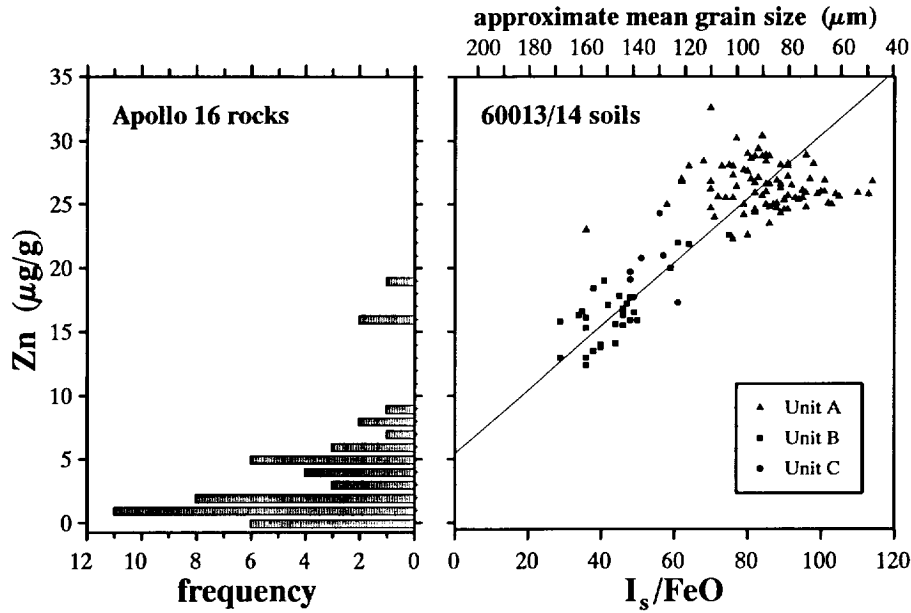 approximate mean grain size (μm)
200 180 160 140 120 100 80 60 40
35
30
25
20
15
10
5
0
Zn (μg/g)
Apollo 16 rocks
60013/14 soils
Unit A
Unit B
Unit C
12 10 8 6 4 2 0
0 20 40 60 80 100 120
frequency
Is/FeO